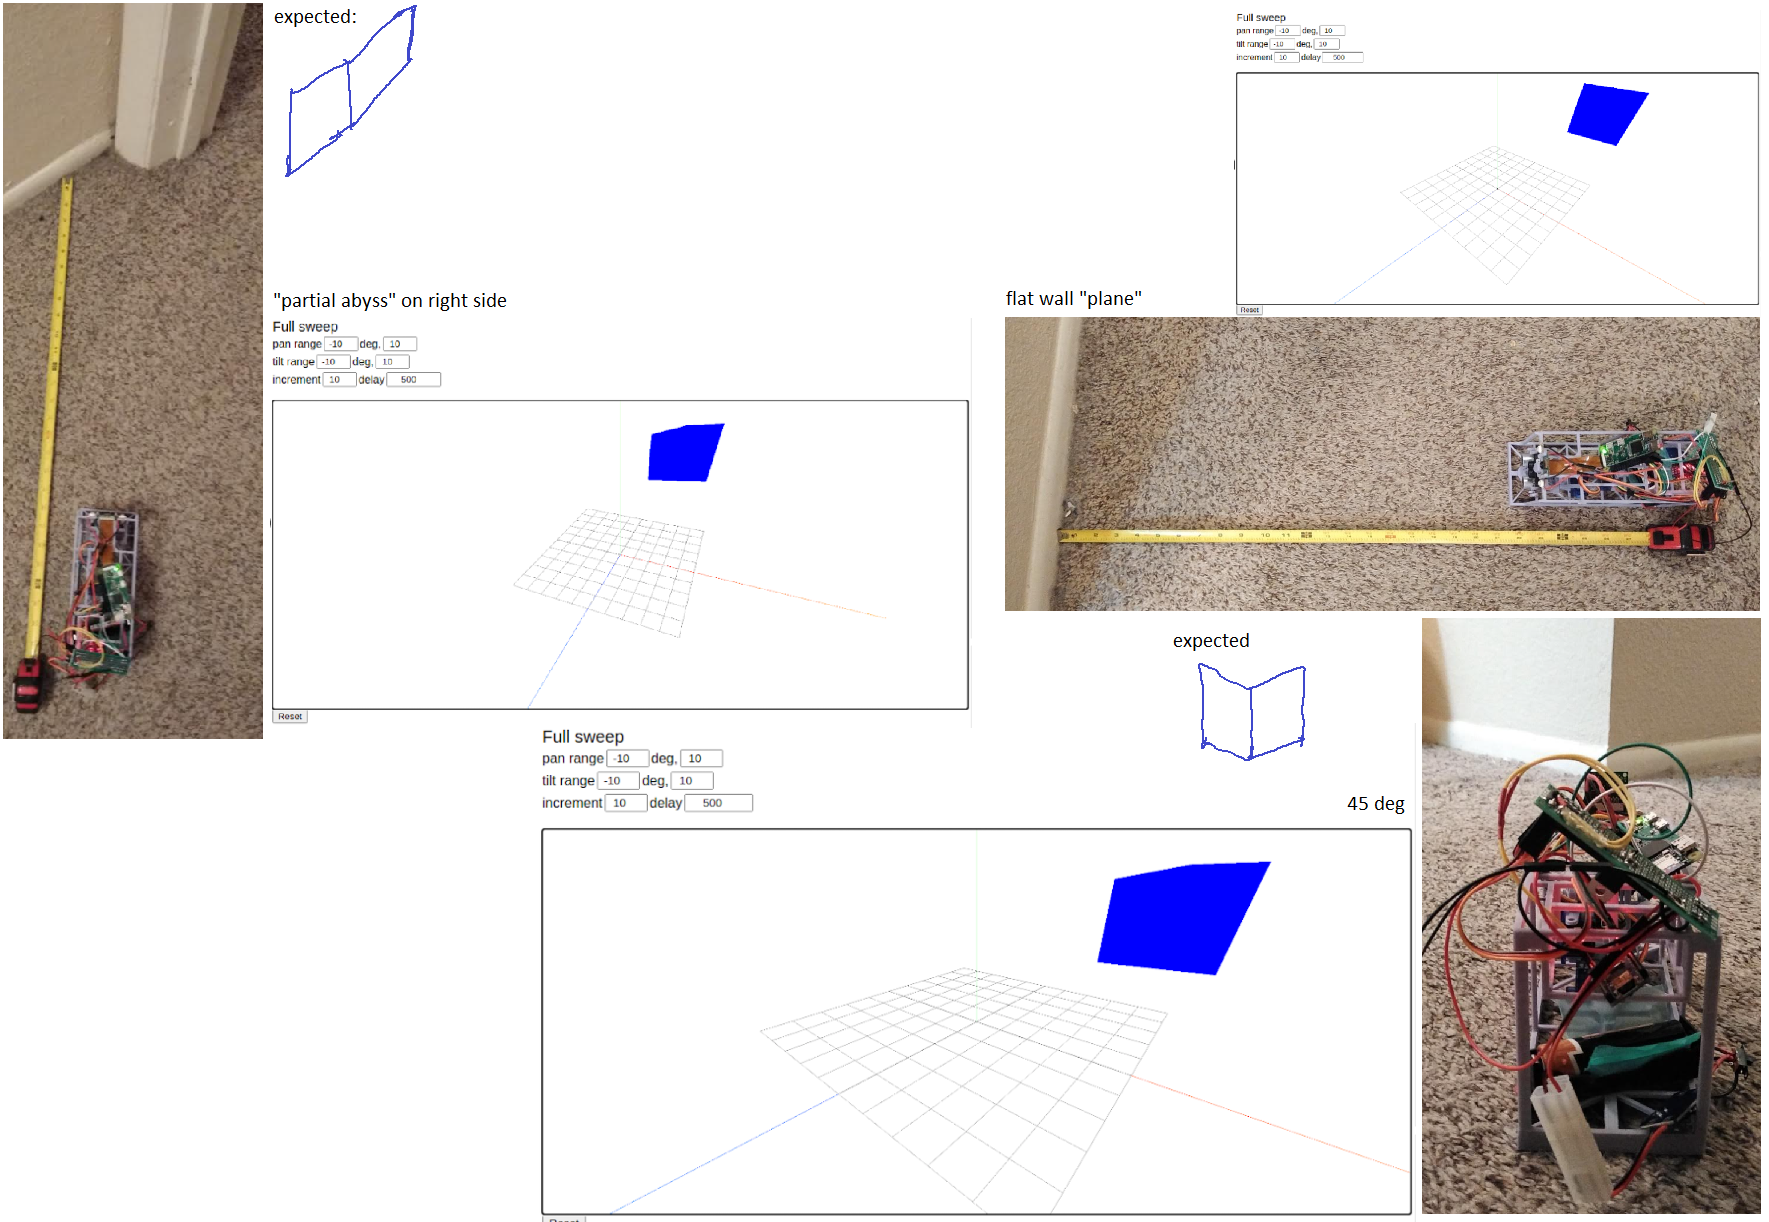 expected:
Full sweep
pan range -10 deg, 10
tilt range -10 deg, 10
increment 10 delay 500
Reset
"partial abyss" on right side
flat wall "plane"
Full sweep
pan range -10 deg, 10
tilt range -10 deg, 10
increment 10 delay 500
Reset
expected
45 deg
Full sweep
pan range -10 deg, 10
tilt range -10 deg, 10
increment 10 delay 500
Reset